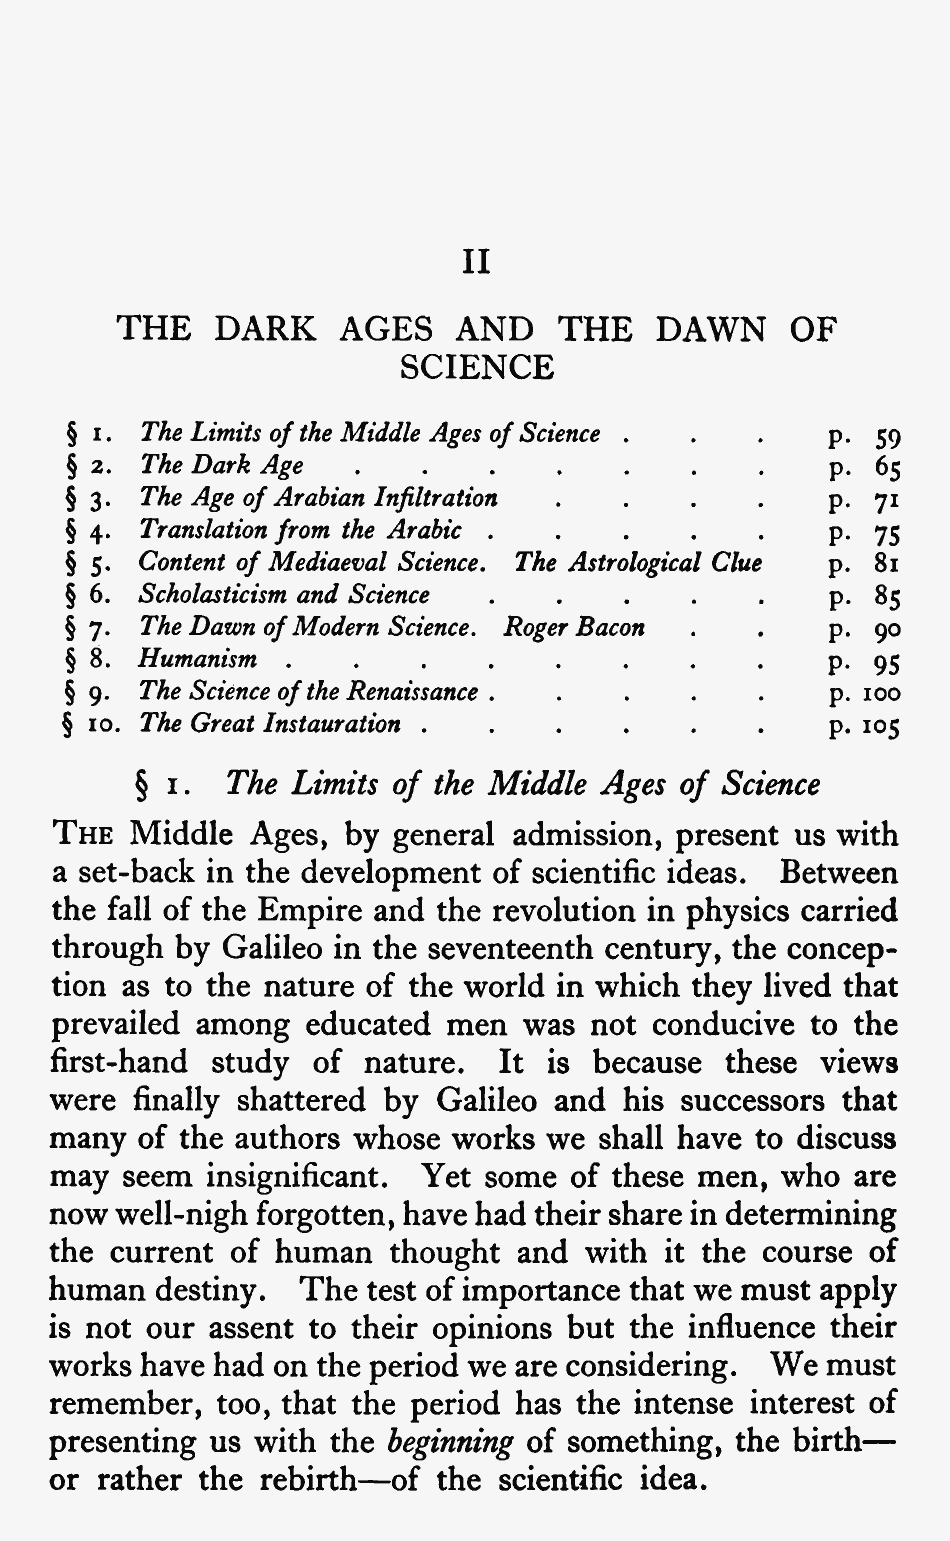 II
THE DARK AGES AND THE DAWN OF
SCIENCE
§ 1. The Limits of the Middle Ages of Science . . . p. 59
§ 2. The Dark Age . . . . . . . p. 65
§ 3. The Age of Arabian Infiltration . . . . p. 71
§ 4. Translation from the Arabic . . . . . p. 75
§ 5. Content of Mediaeval Science. The Astrological Clue p. 81
§ 6. Scholasticism and Science . . . . . p. 85
§ 7. The Dawn of Modern Science. Roger Bacon . . p. 90
§ 8. Humanism . . . . . . . . p. 95
§ 9. The Science of the Renaissance . . . . . p. 100
§ 10. The Great Instauration . . . . . . p. 105
§ 1. The Limits of the Middle Ages of Science
THE Middle Ages, by general admission, present us with
a set-back in the development of scientific ideas. Between
the fall of the Empire and the revolution in physics carried
through by Galileo in the seventeenth century, the concep-
tion as to the nature of the world in which they lived that
prevailed among educated men was not conducive to the
first-hand study of nature. It is because these views
were finally shattered by Galileo and his successors that
many of the authors whose works we shall have to discuss
may seem insignificant. Yet some of these men, who are
now well-nigh forgotten, have had their share in determining
the current of human thought and with it the course of
human destiny. The test of importance that we must apply
is not our assent to their opinions but the influence their
works have had on the period we are considering. We must
remember, too, that the period has the intense interest of
presenting us with the beginning of something, the birth—
or rather the rebirth—of the scientific idea.